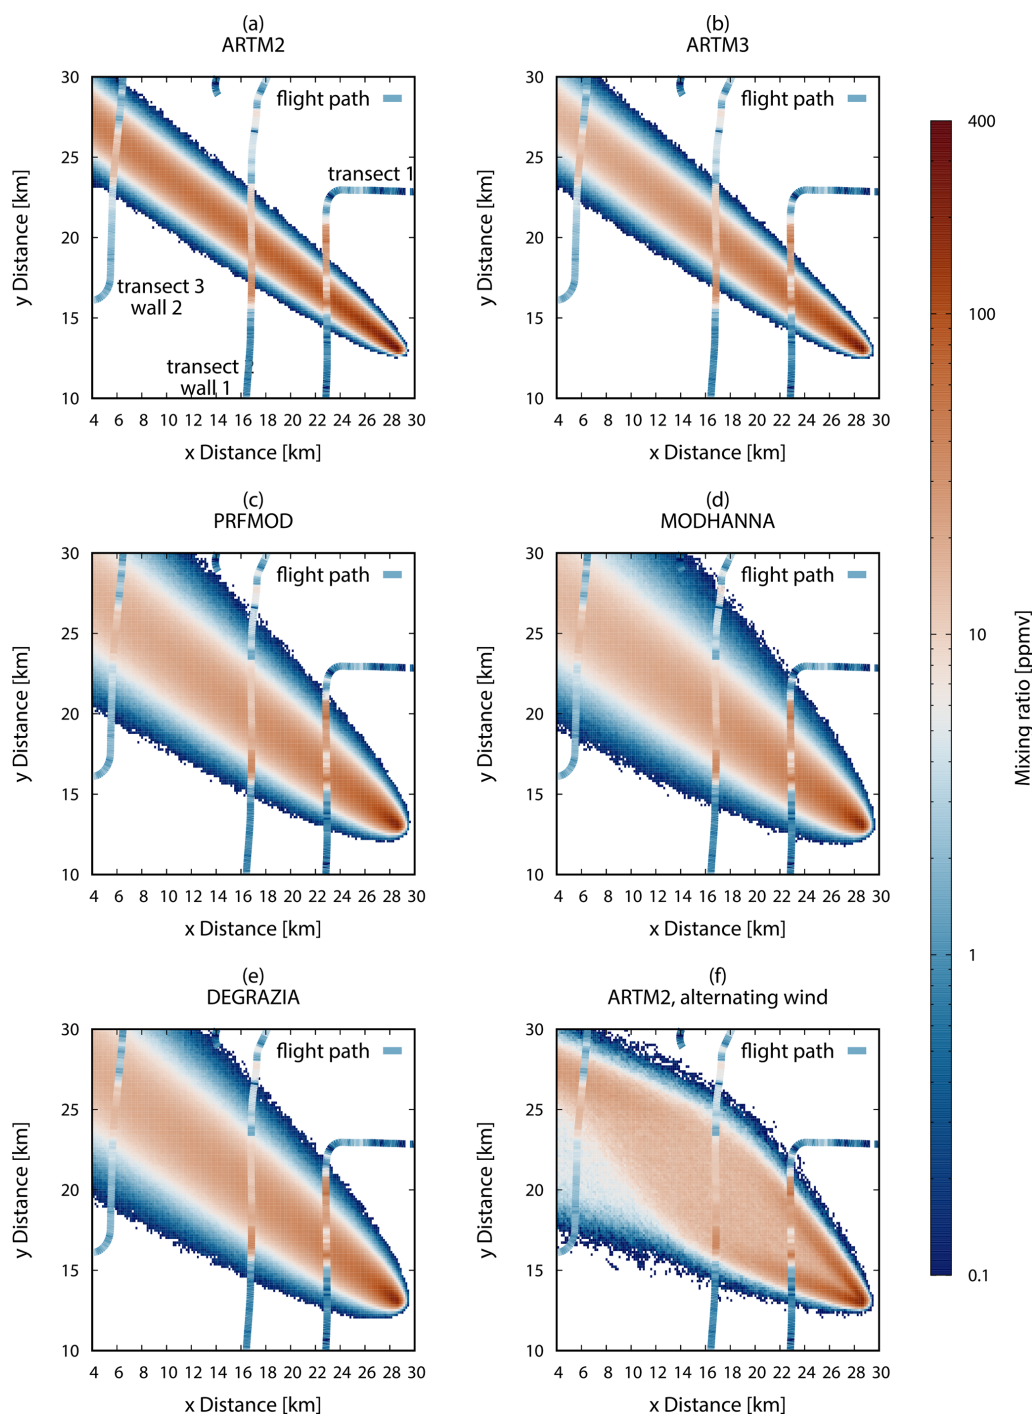 (a)
ARTM2
30
25
20
15
10
y Distance [km]
flight path
transect 1
transect 3
wall 2
transect 2
wall 1
4 6 8 10 12 14 16 18 20 22 24 26 28 30
x Distance [km]
(b)
ARTM3
30
25
20
15
10
y Distance [km]
flight path
4 6 8 10 12 14 16 18 20 22 24 26 28 30
x Distance [km]
(c)
PRFMOD
30
25
20
15
10
y Distance [km]
flight path
4 6 8 10 12 14 16 18 20 22 24 26 28 30
x Distance [km]
(d)
MODHANNA
30
25
20
15
10
y Distance [km]
flight path
4 6 8 10 12 14 16 18 20 22 24 26 28 30
x Distance [km]
(e)
DEGRAZIA
30
25
20
15
10
y Distance [km]
flight path
4 6 8 10 12 14 16 18 20 22 24 26 28 30
x Distance [km]
(f)
ARTM2, alternating wind
30
25
20
15
10
y Distance [km]
flight path
4 6 8 10 12 14 16 18 20 22 24 26 28 30
x Distance [km]
400
100
10
1
0.1
Mixing ratio [ppmv]